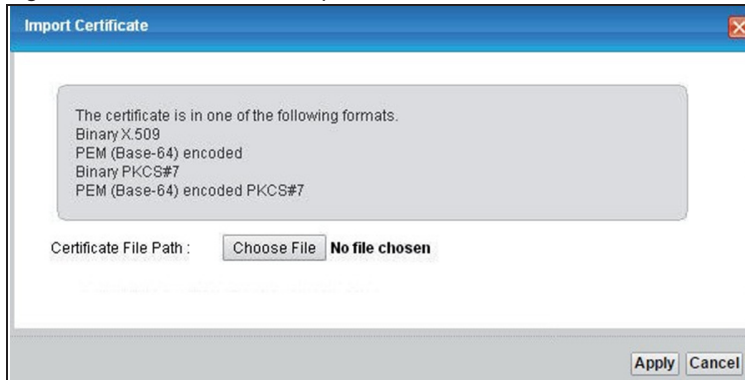 Import Certificate
The certificate is in one of the following formats.
Binary X.509
PEM (Base-64) encoded
Binary PKCS#7
PEM (Base-64) encoded PKCS#7
Certificate File Path : Choose File No file chosen
Apply Cancel